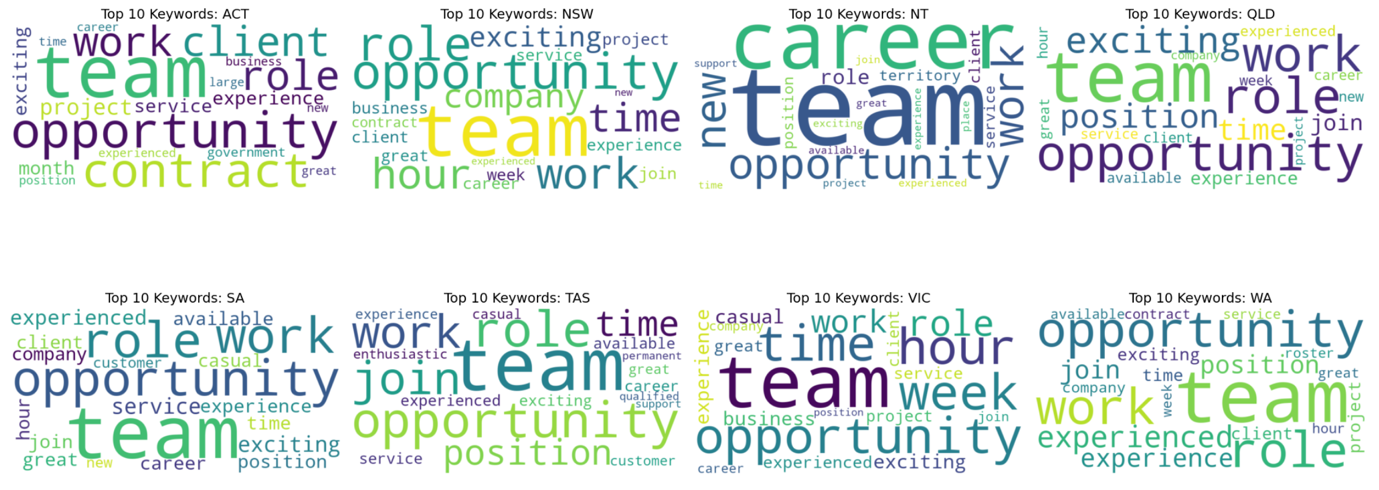 Top 10 Keywords: ACT
career
exciting
time
work
client
team
business
large
role
project
service
experience
new
opportunity
experienced
government
month
position
contract
great
Top 10 Keywords: NSW
role
exciting
project
service
opportunity
new
company
business
contract
team
time
client
experience
great
experienced
hour
week
career
work
join
Top 10 Keywords: NT
career
support
join
client
work
new
role
territory
team
position
great
exciting
experience
place
service
available
opportunity
time
project
experienced
Top 10 Keywords: QLD
hour
exciting
experienced
company
work
team
week
career
role
new
great
position
service
client
time
project
join
opportunity
available
experience
Top 10 Keywords: SA
experienced
available
client
role
work
company
customer
casual
opportunity
hour
service
experience
team
time
join
exciting
great
new
career
position
Top 10 Keywords: TAS
experience
casual
work
role
time
available
enthusiastic
team
permanent
join
great
career
experienced
exciting
qualified
support
opportunity
position
service
customer
Top 10 Keywords: VIC
casual
company
work
role
experience
great
time
client
hour
team
service
week
business
position
project
join
opportunity
career
experienced
exciting
Top 10 Keywords: WA
available
contract
service
opportunity
exciting
roster
join
time
position
great
company
week
team
work
project
experienced
client
hour
experience
role